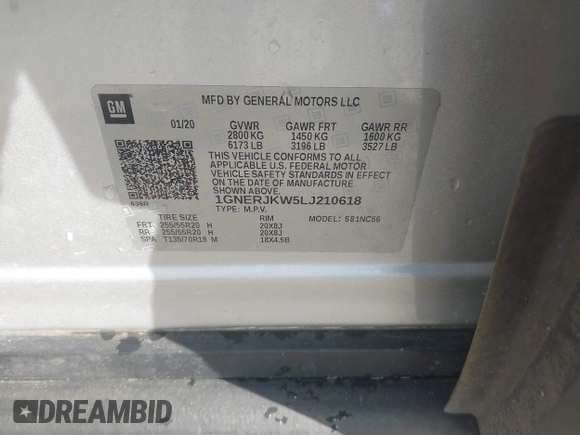 GM
MFD BY GENERAL MOTORS LLC
01/20 GVWR GAWR FRT GAWR RR
2800 KG 1450 KG 1600 KG
6173 LB 3196 LB 3527 LB
THIS VEHICLE CONFORMS TO ALL
APPLICABLE U.S. FEDERAL MOTOR
VEHICLE SAFETY STANDARDS IN EFFECT
ON THE DATE OF MANUFACTURE
SHOWN ABOVE.
636R 1GNERJKW5LJ210618
TYPE: M.P.V. MODEL: 581NC56
TIRE SIZE RIM
FRT 255/55R20 H 20X8J
RR 255/55R20 H 20X8J
SPA T135/70R18 M 18X4.5B
DREAMBID